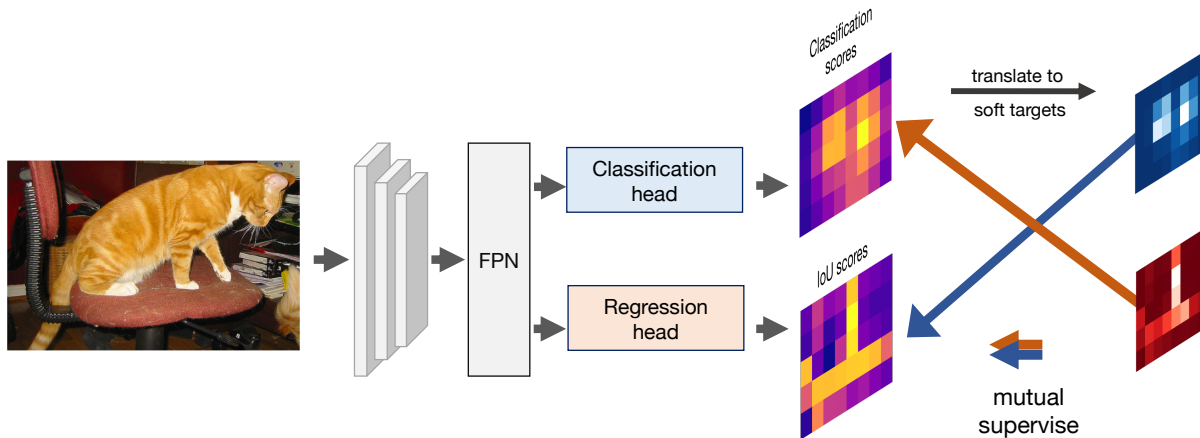 Classification
scores
translate to
soft targets
Classification
head
FPN
IoU scores
Regression
head
mutual
supervise